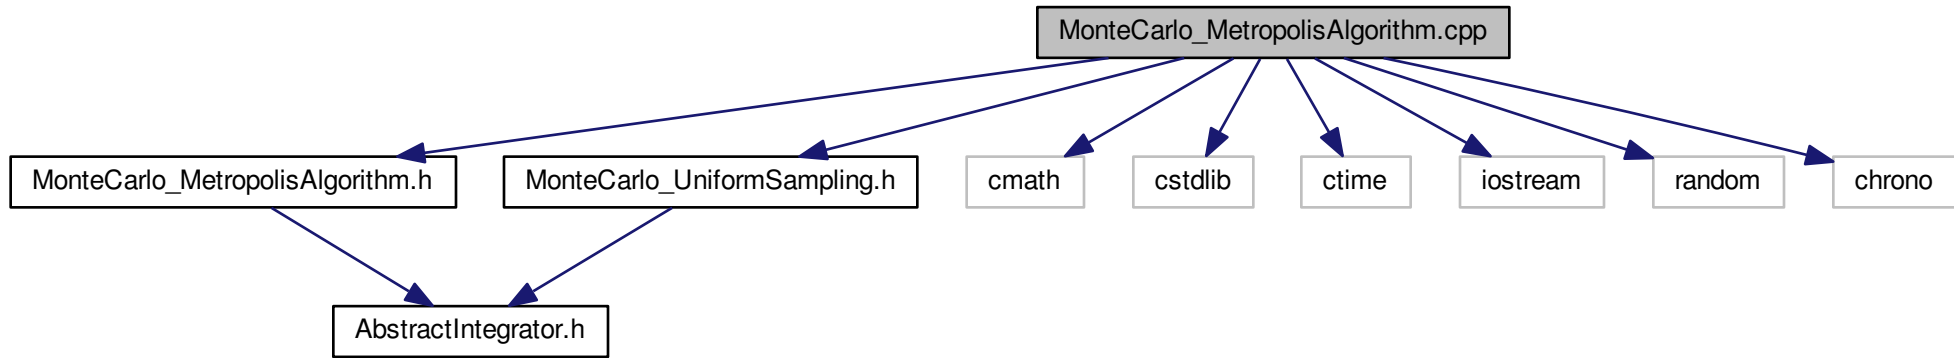 MonteCarlo_MetropolisAlgorithm.cpp
MonteCarlo_MetropolisAlgorithm.h
MonteCarlo_UniformSampling.h
cmath
cstdlib
ctime
iostream
random
chrono
AbstractIntegrator.h